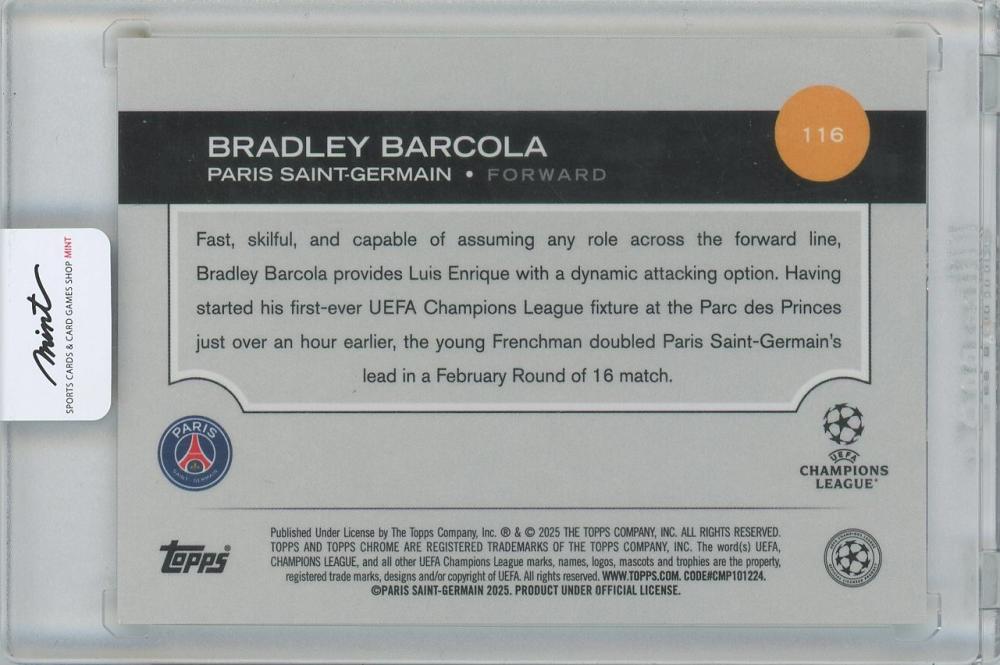 116
BRADLEY BARCOLA
PARIS SAINT-GERMAIN • FORWARD
Fast, skilful, and capable of assuming any role across the forward line,
Bradley Barcola provides Luis Enrique with a dynamic attacking option. Having
started his first-ever UEFA Champions League fixture at the Parc des Princes
just over an hour earlier, the young Frenchman doubled Paris Saint-Germain's
lead in a February Round of 16 match.
mint
SPORTS CARDS & CARD GAMES SHOP MINT
PARIS
SAINT-GERMAIN
UEFA
CHAMPIONS
LEAGUE®
topps®
Published Under License by The Topps Company, Inc. ® & © 2025 THE TOPPS COMPANY, INC. ALL RIGHTS RESERVED.
TOPPS AND TOPPS CHROME ARE REGISTERED TRADEMARKS OF THE TOPPS COMPANY, INC. The word(s) UEFA,
CHAMPIONS LEAGUE, and all other UEFA Champions League marks, names, logos, mascots and trophies are the property,
registered trade marks, designs and/or copyright of UEFA. All rights reserved. WWW.TOPPS.COM. CODE#CMP101224.
©PARIS SAINT-GERMAIN 2025. PRODUCT UNDER OFFICIAL LICENSE.